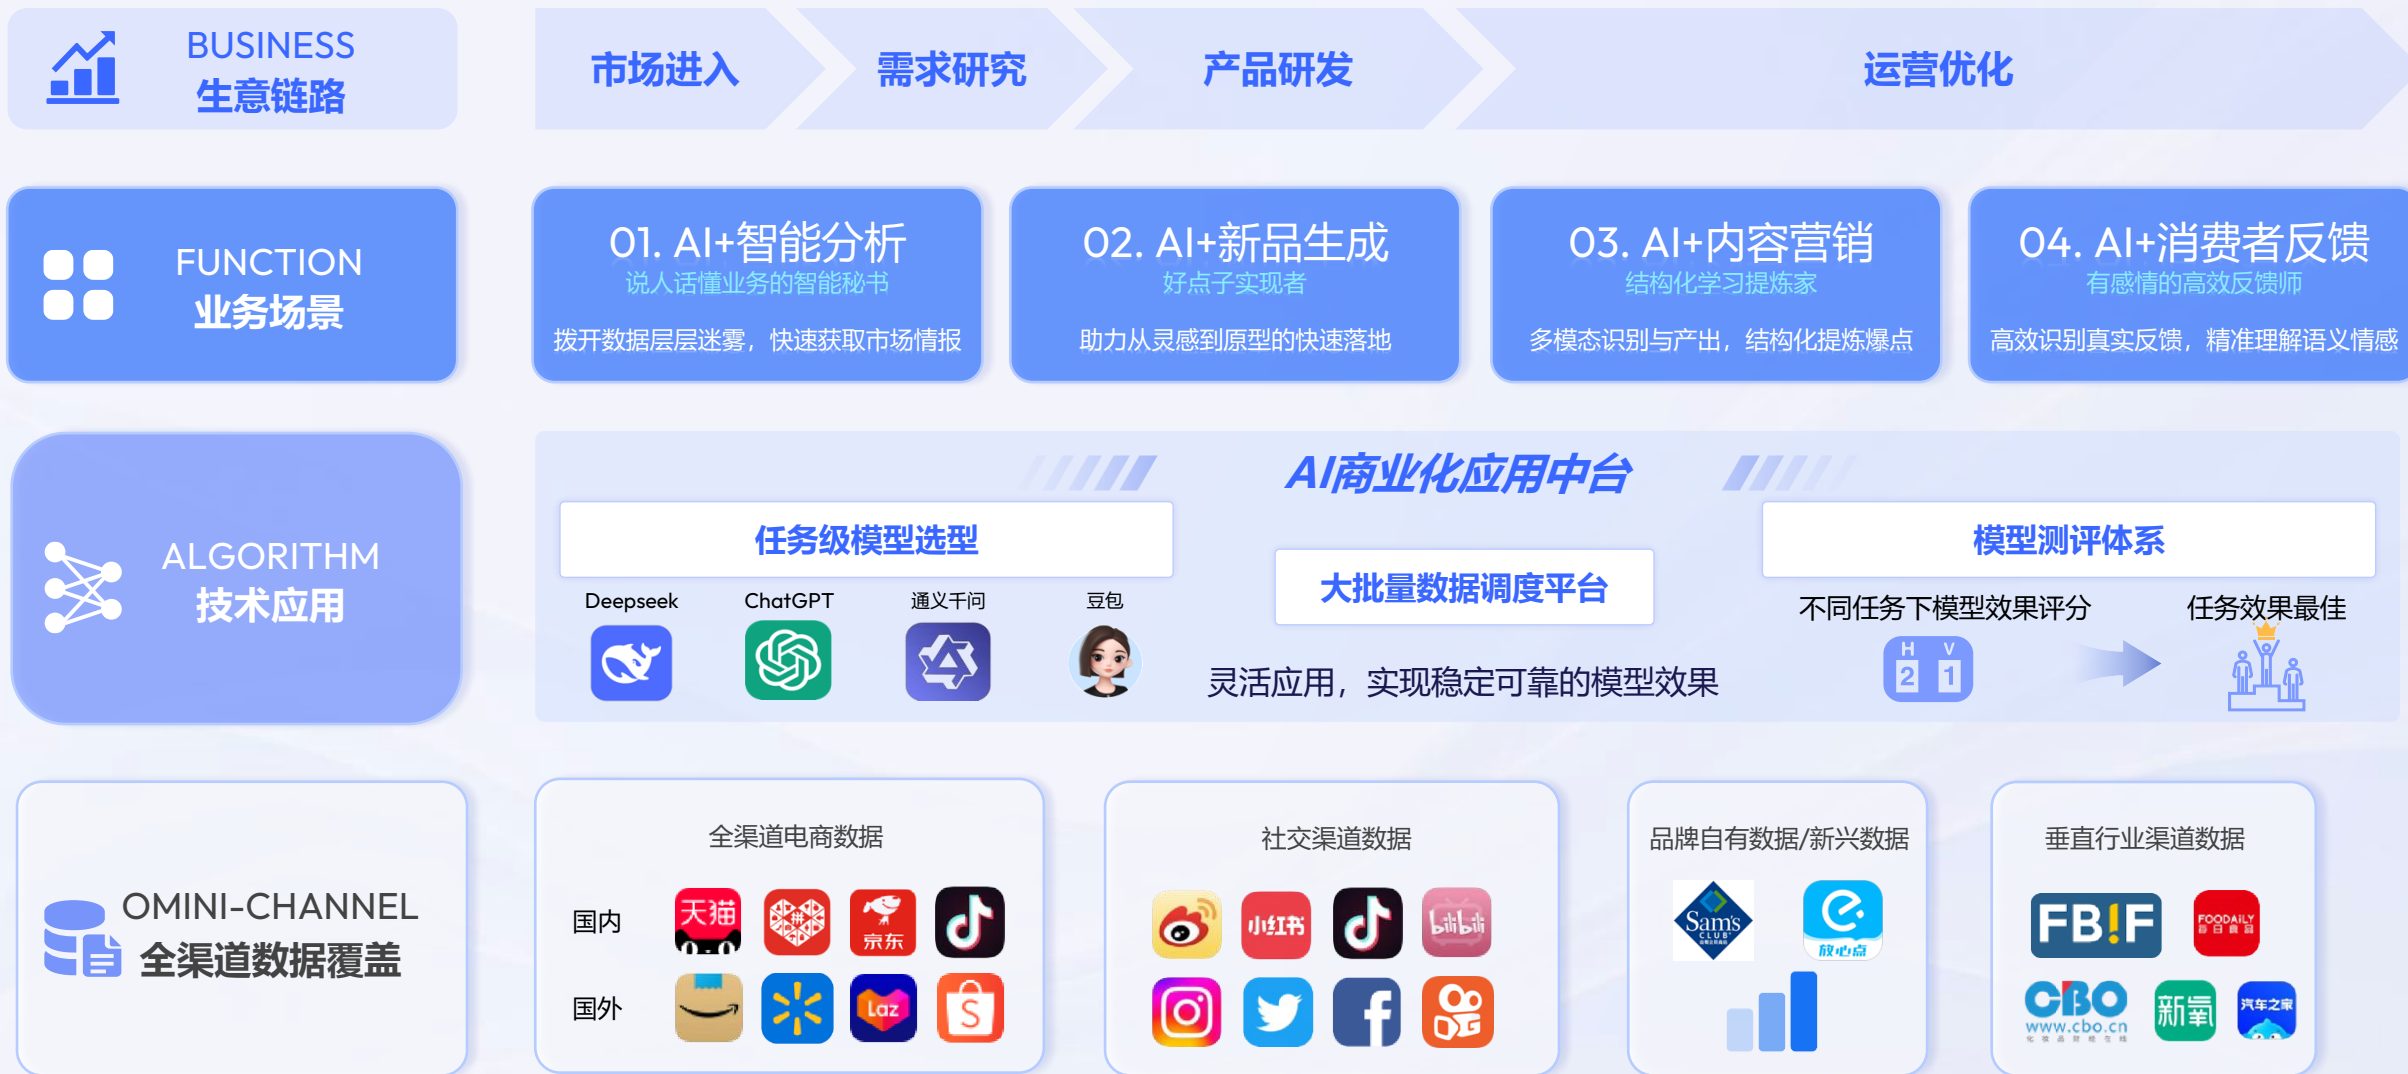 BUSINESS
生意链路
市场进入
需求研究
产品研发
运营优化
FUNCTION
业务场景
01. AI+智能分析
说人话懂业务的智能秘书
拨开数据层层迷雾，快速获取市场情报
02. AI+新品生成
好点子实现者
助力从灵感到原型的快速落地
03. AI+内容营销
结构化学习提炼家
多模态识别与产出，结构化提炼爆点
04. AI+消费者反馈
有感情的高效反馈师
高效识别真实反馈，精准理解语义情感
ALGORITHM
技术应用
AI商业化应用中台
任务级模型选型
Deepseek
ChatGPT
通义千问
豆包
大批量数据调度平台
灵活应用，实现稳定可靠的模型效果
模型测评体系
不同任务下模型效果评分
任务效果最佳
H V
2 1
OMINI-CHANNEL
全渠道数据覆盖
全渠道电商数据
国内
天猫
拼
京东
国外
Laz
S
社交渠道数据
小红书
bilibili
品牌自有数据/新兴数据
Sam's
CLUB
放心点
垂直行业渠道数据
FB!F
FOODAILY
每日食品
CBO
www.cbo.cn
化妆品财经在线
新氧
汽车之家